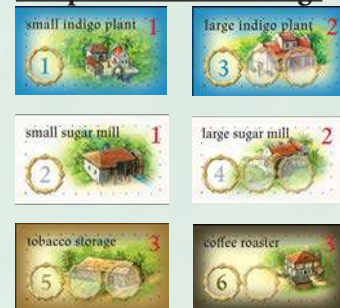 small indigo plant 1
1
large indigo plant 2
3
small sugar mill 1
2
large sugar mill 2
4
tobacco storage 3
5
coffee roaster 3
6